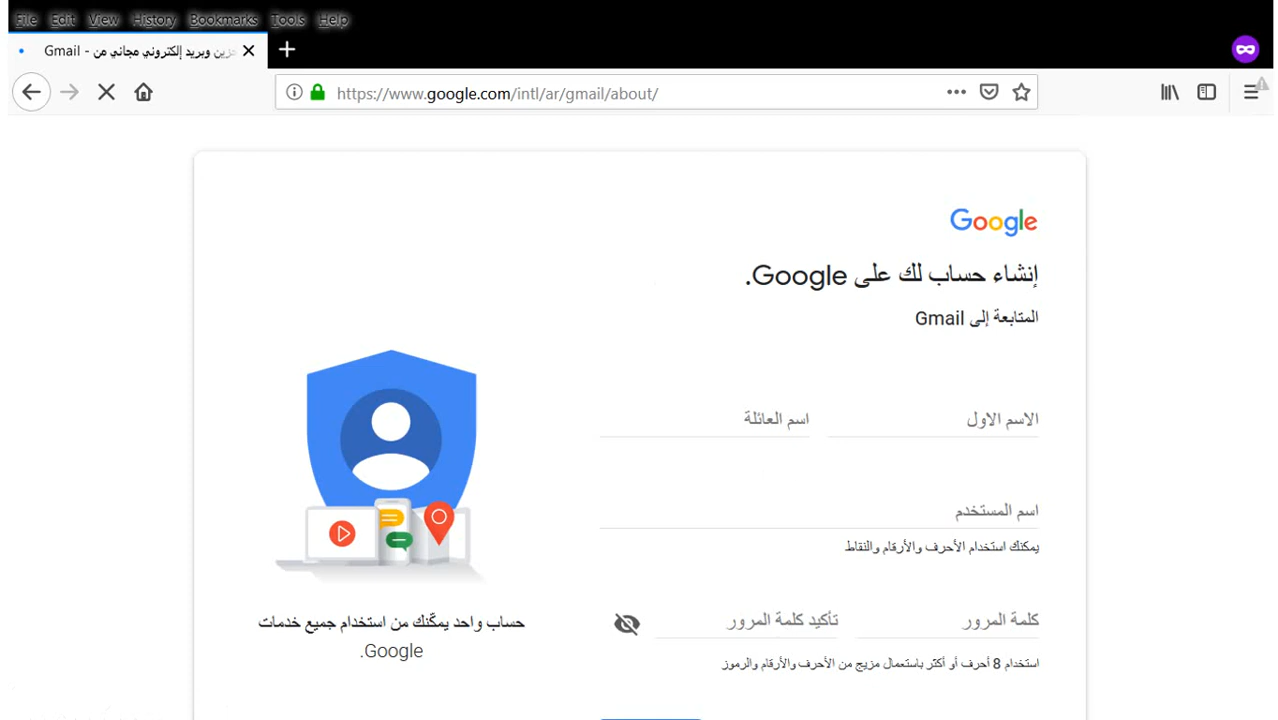 File Edit View History Bookmarks Tools Help
Gmail - وبريد إلكتروني مجاني من
https://www.google.com/intl/ar/gmail/about/
Google
إنشاء حساب لك على Google.
المتابعة إلى Gmail
الاسم الاول اسم العائلة
اسم المستخدم
يمكنك استخدام الأحرف والأرقام والنقاط
كلمة المرور تأكيد كلمة المرور
استخدام 8 أحرف أو أكثر باستعمال مزيج من الأحرف والأرقام والرموز
حساب واحد يمكّنك من استخدام جميع خدمات
Google.